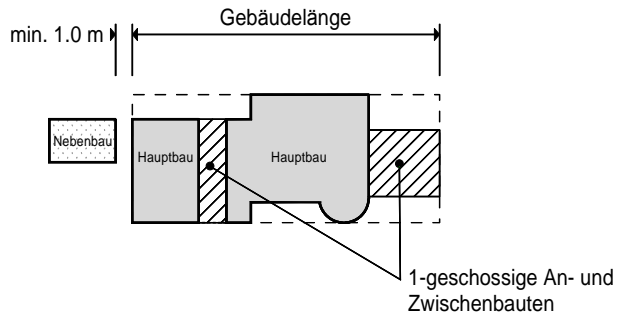 Gebäudelänge
min. 1.0 m
Nebenbau
Hauptbau
Hauptbau
1-geschossige An- und
Zwischenbauten